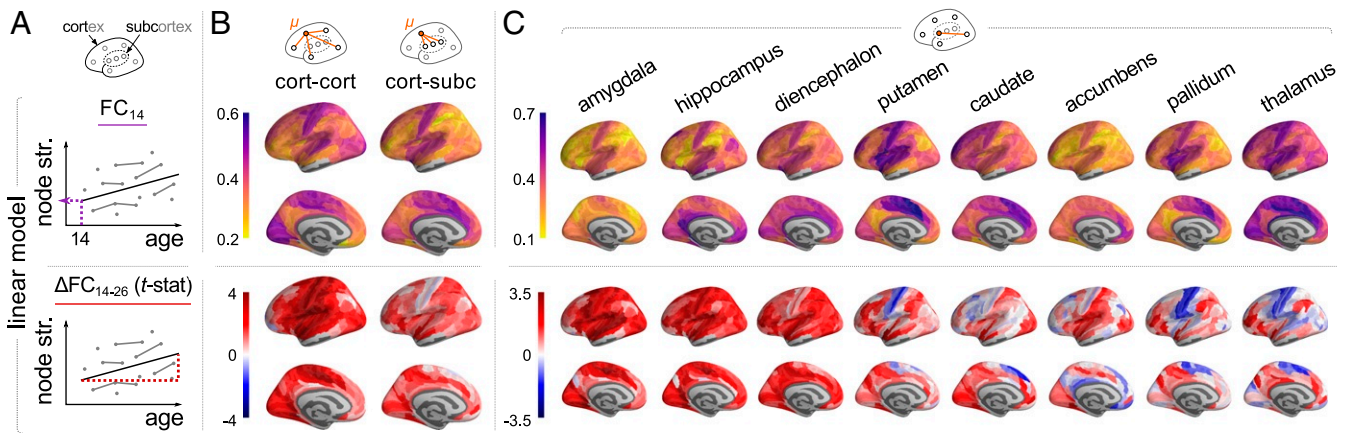 A
cortex
subcortex
linear model
FC14
node str.
14
age
ΔFC14-26 (t-stat)
node str.
age
B
μ
μ
cort-cort
cort-subc
0.6
0.4
0.2
4
0
-4
C
amygdala
hippocampus
diencephalon
putamen
caudate
accumbens
pallidum
thalamus
0.7
0.4
0.1
3.5
0
-3.5